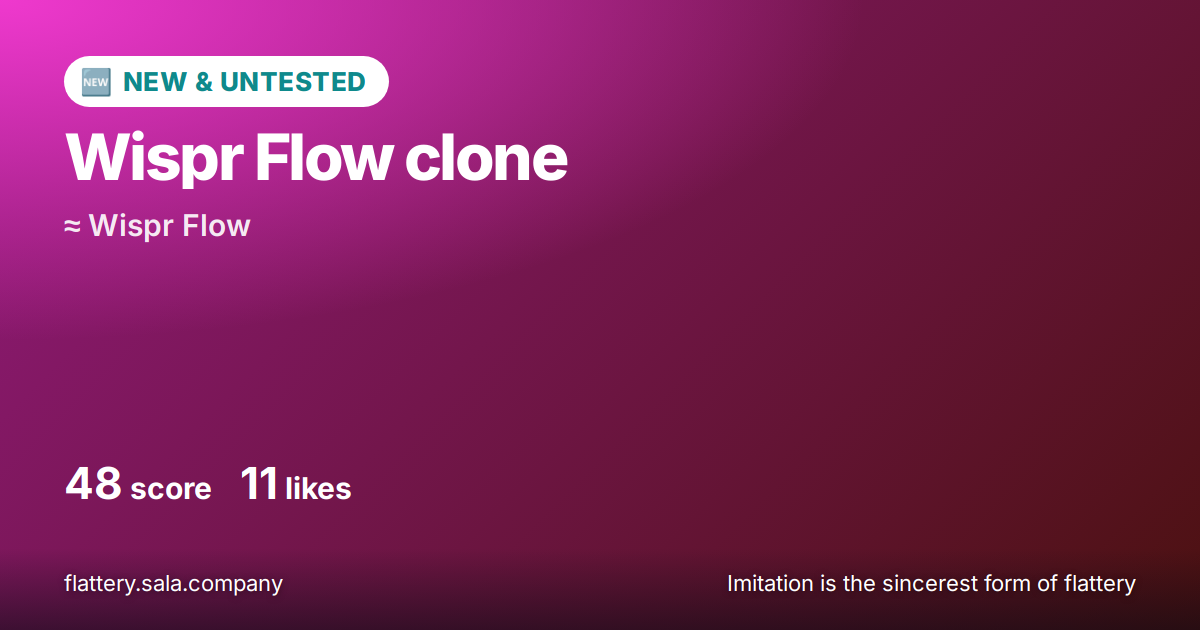 🆕 NEW & UNTESTED
Wispr Flow clone
≈ Wispr Flow
48 score 11 likes
flattery.sala.company
Imitation is the sincerest form of flattery